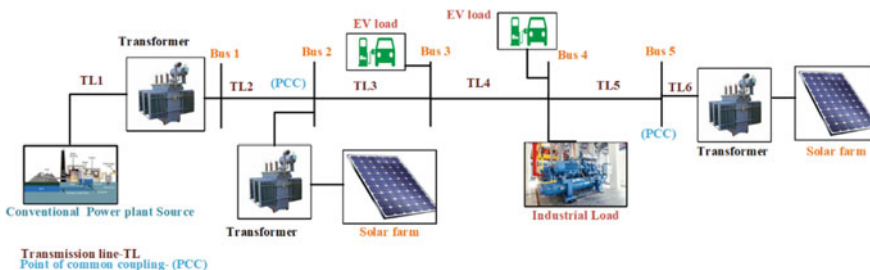 EV load
EV load
Transformer
Bus 1
Bus 2
Bus 3
Bus 4
Bus 5
TL1
TL2
(PCC)
TL3
TL4
TL5
TL6
(PCC)
Transformer
Solar farm
Conventional Power plant Source
Transformer
Solar farm
Industrial Load
Transmission line-TL
Point of common coupling- (PCC)